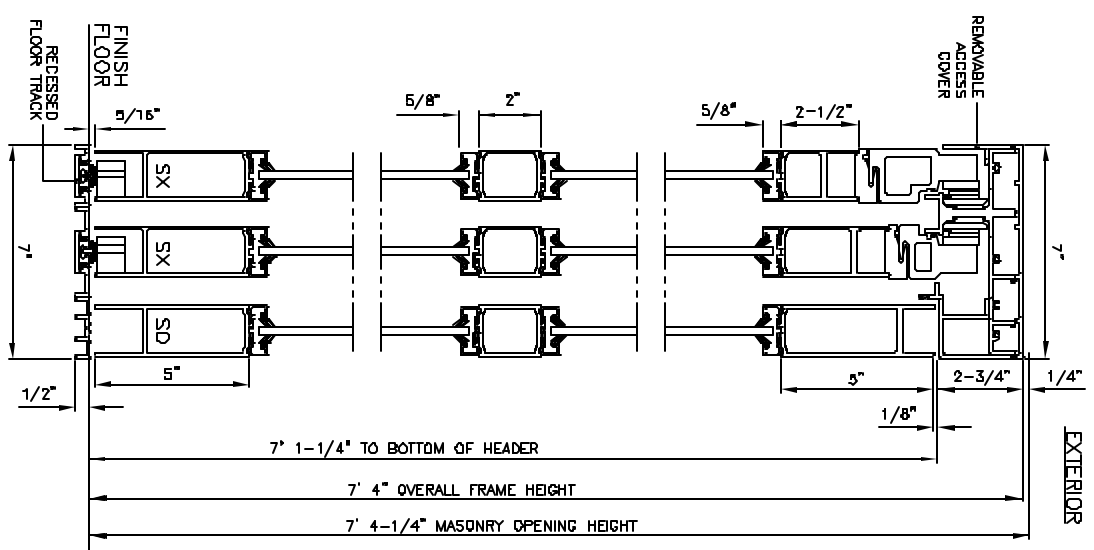 REMOVABLE
ACCESS
COVER
FINISH
FLOOR
RECESSED
FLOOR TRACK
9/16"
5/8"
2"
5/8"
2-1/2"
SX
SX
SO
7"
7"
5"
5"
1/2"
2-3/4"
1/4"
1/8"
EXTERIOR
7' 1-1/4" TO BOTTOM OF HEADER
7' 4" OVERALL FRAME HEIGHT
7' 4-1/4" MASONRY OPENING HEIGHT